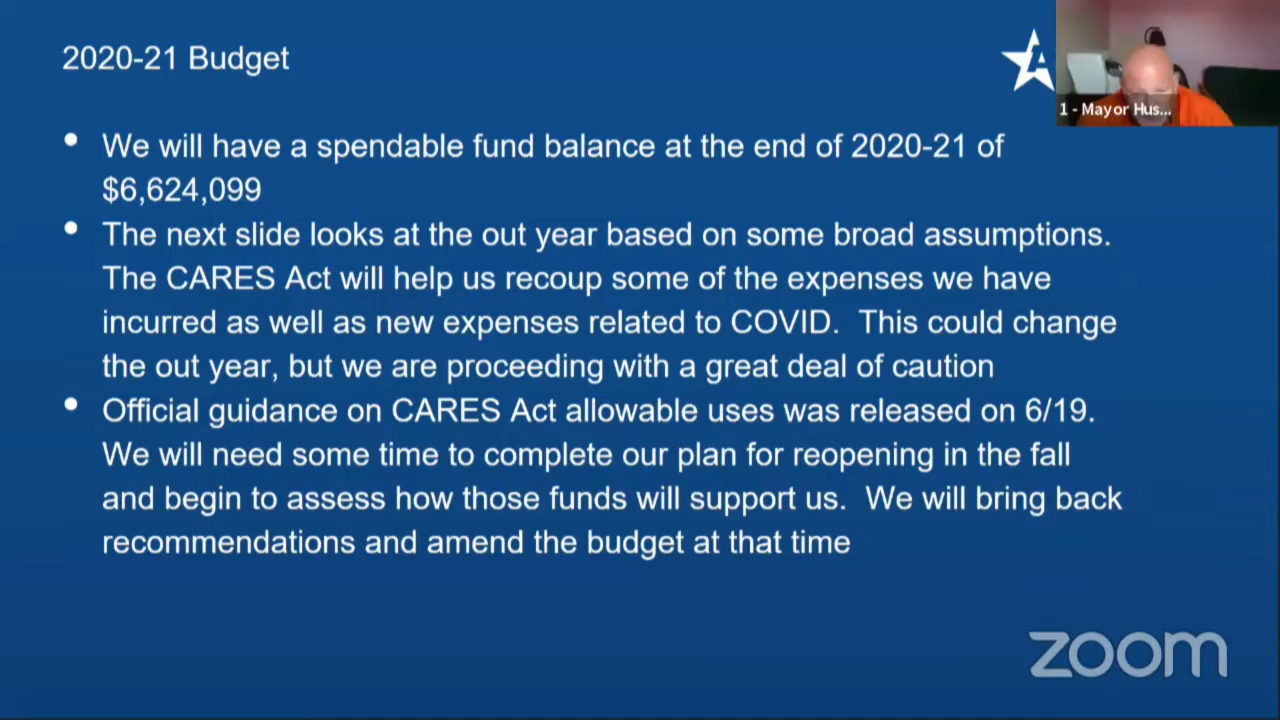 2020-21 Budget
A
1 - Mayor Hus...
We will have a spendable fund balance at the end of 2020-21 of
$6,624,099
The next slide looks at the out year based on some broad assumptions.
The CARES Act will help us recoup some of the expenses we have
incurred as well as new expenses related to COVID.  This could change
the out year, but we are proceeding with a great deal of caution
Official guidance on CARES Act allowable uses was released on 6/19.
We will need some time to complete our plan for reopening in the fall
and begin to assess how those funds will support us.  We will bring back
recommendations and amend the budget at that time
zoom